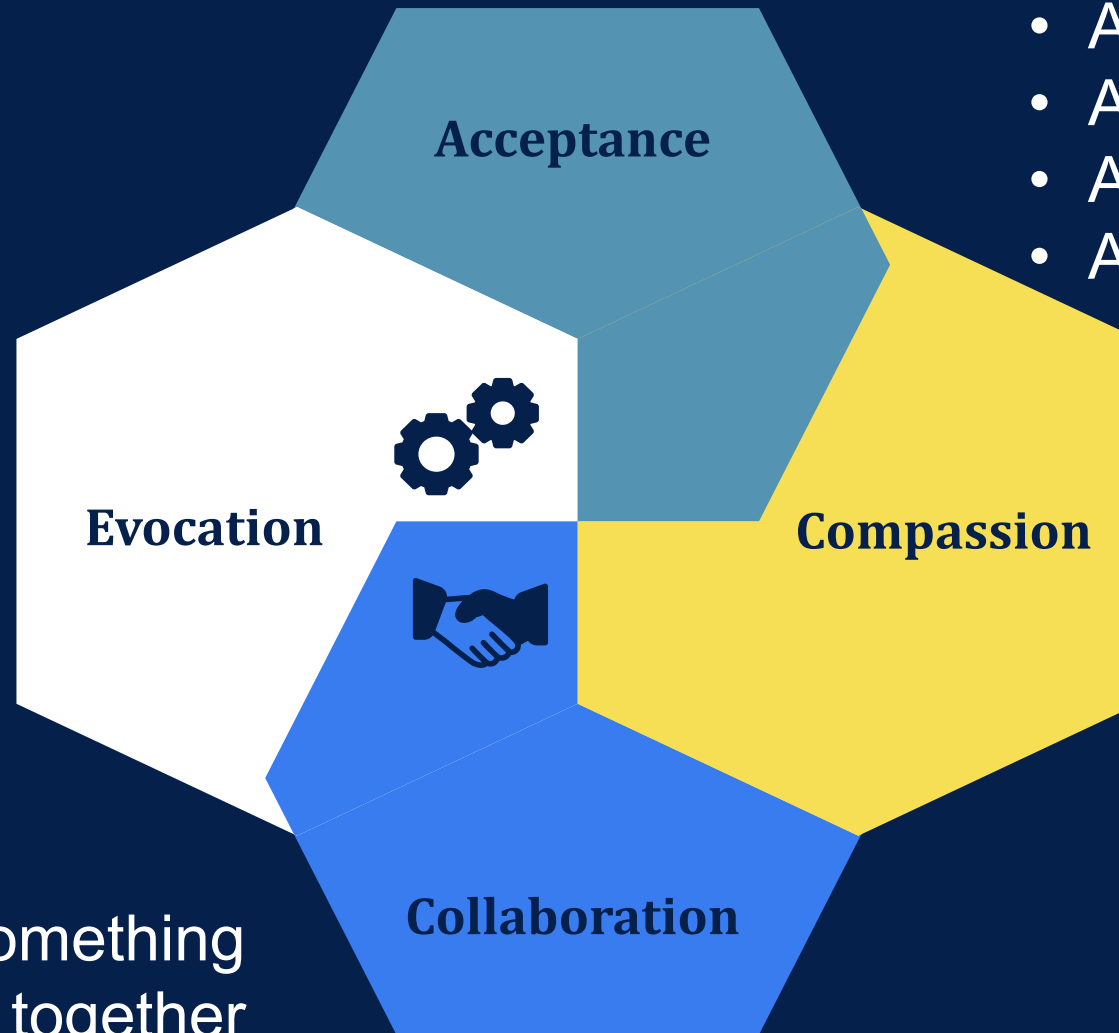 • A
• A
• A
• A
Acceptance
Evocation
Compassion
Collaboration
omething
together